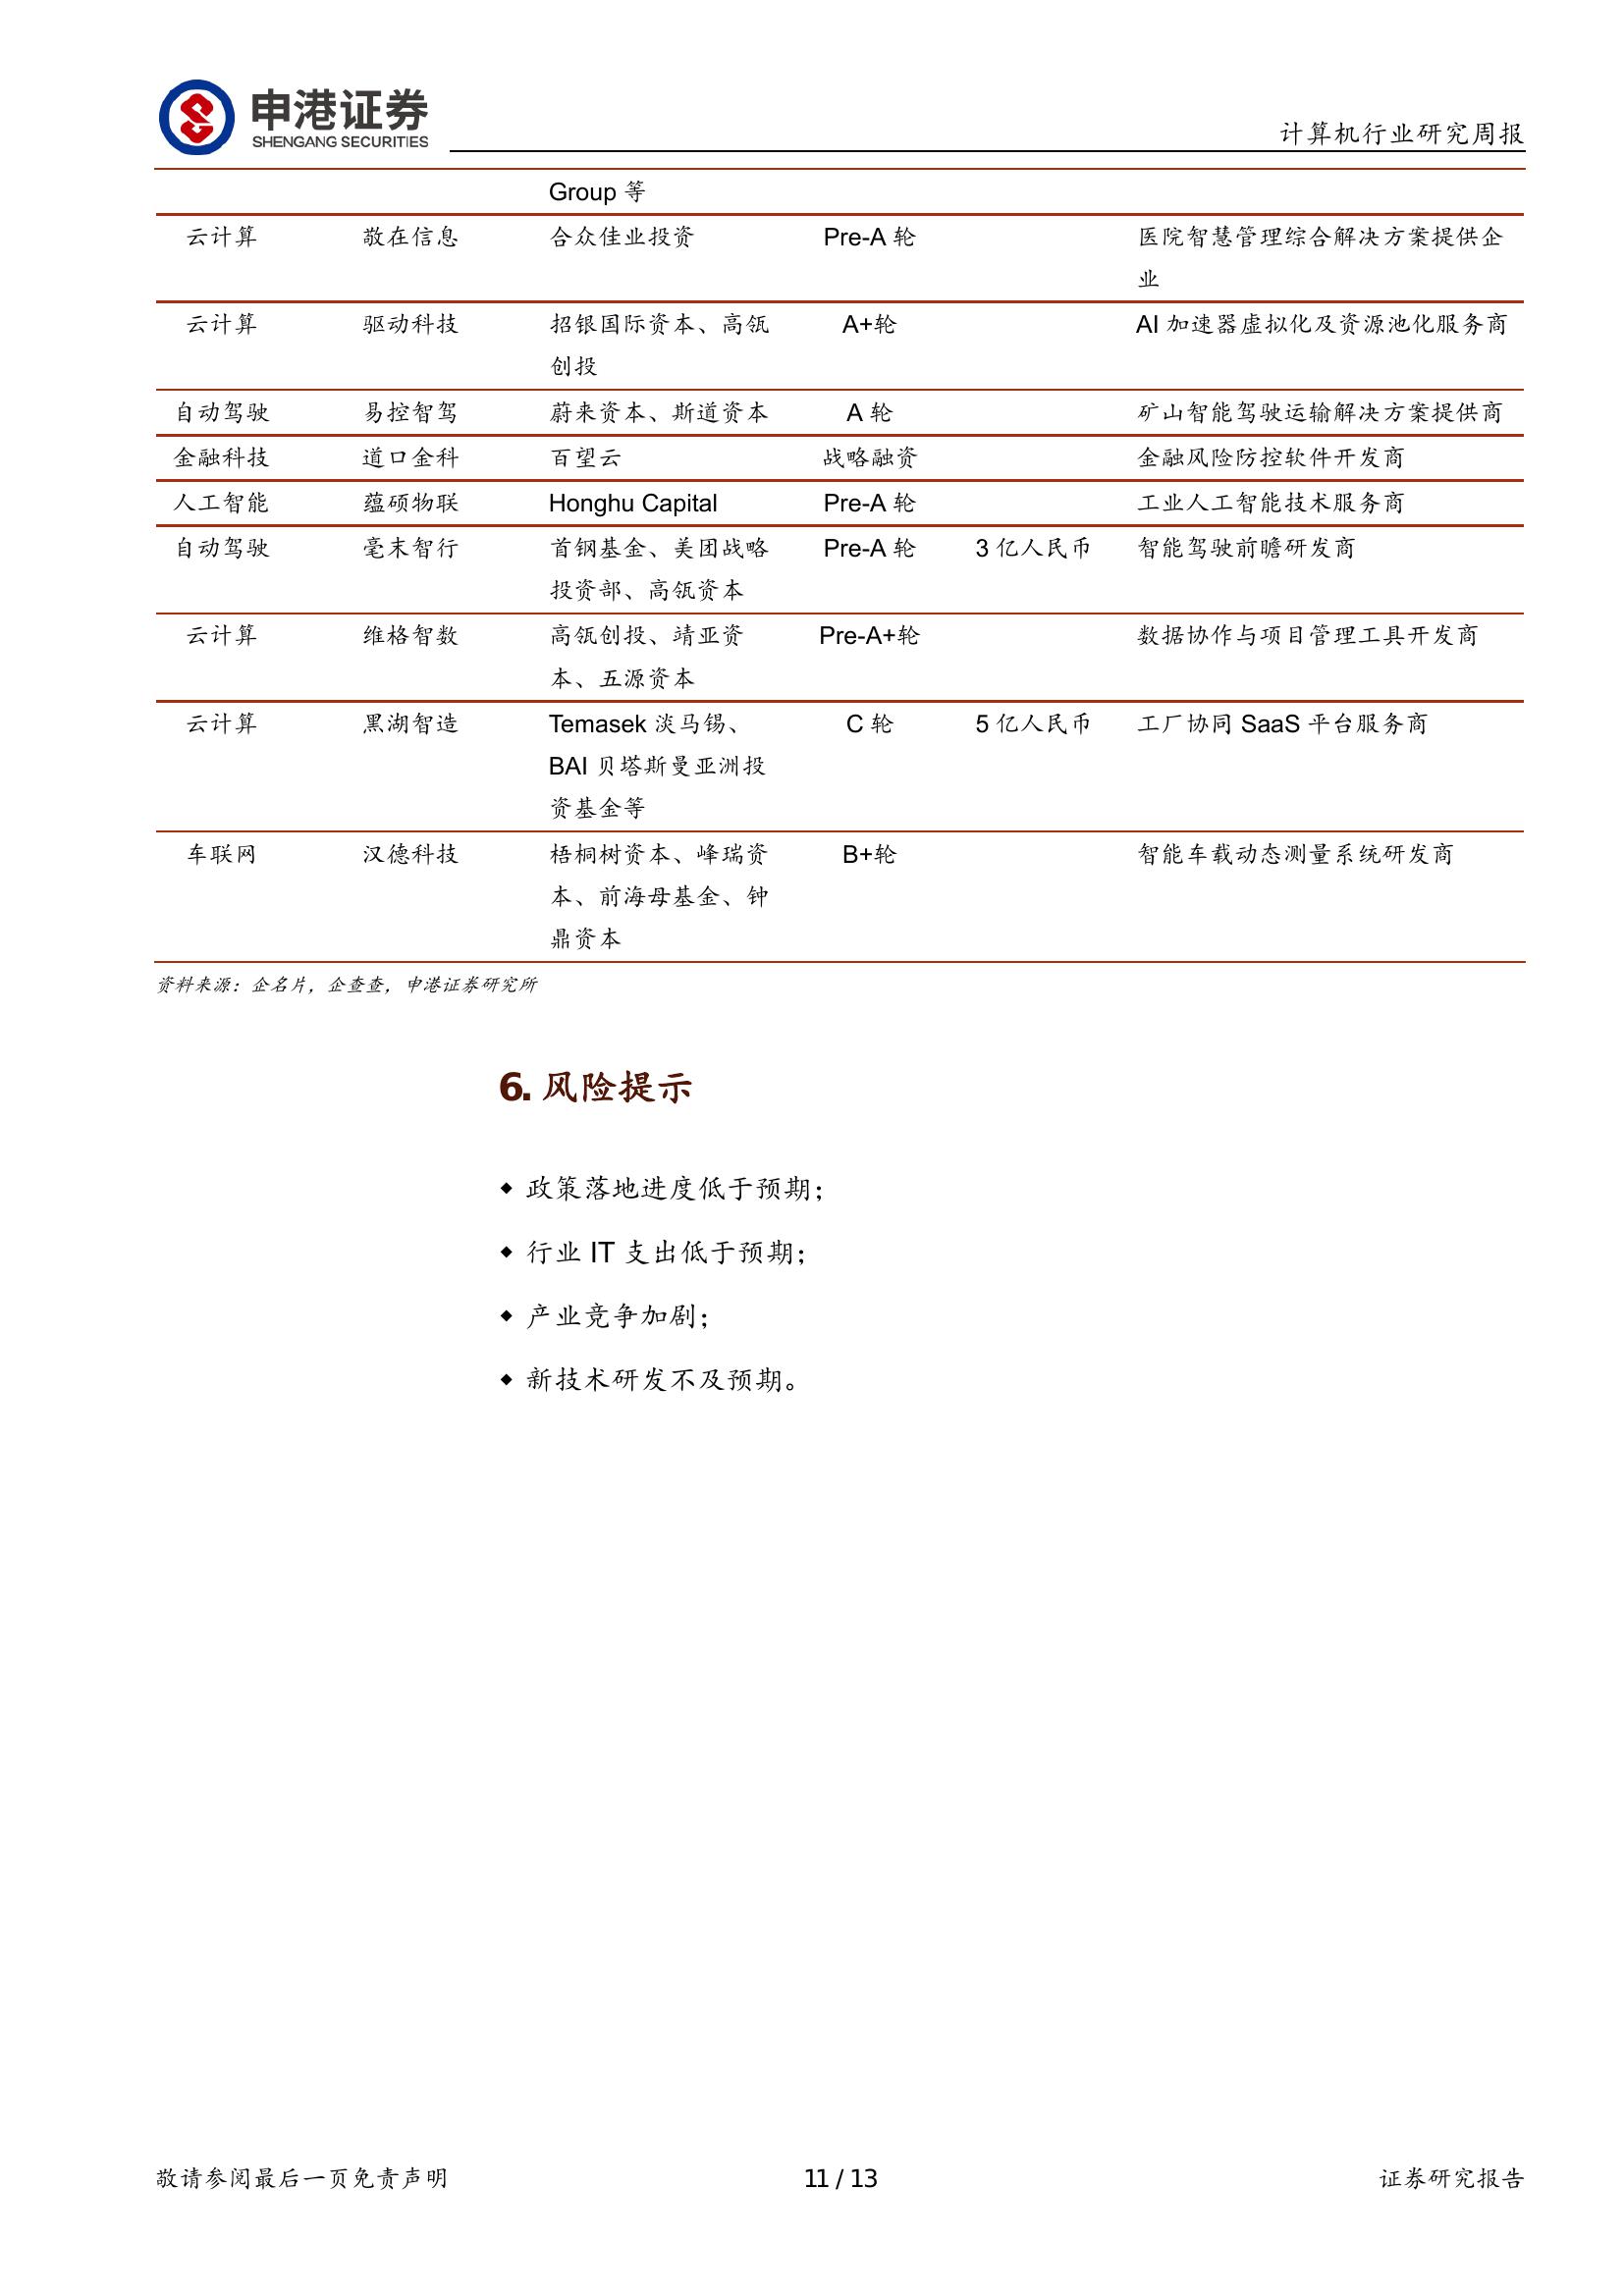 申港证券
SHENGANG SECURITIES
计算机行业研究周报
Group 等
云计算 敬在信息 合众佳业投资 Pre-A 轮 医院智慧管理综合解决方案提供企
业
云计算 驱动科技 招银国际资本、高瓴 A+轮 AI 加速器虚拟化及资源池化服务商
创投
自动驾驶 易控智驾 蔚来资本、斯道资本 A 轮 矿山智能驾驶运输解决方案提供商
金融科技 道口金科 百望云 战略融资 金融风险防控软件开发商
人工智能 蕴硕物联 Honghu Capital Pre-A 轮 工业人工智能技术服务商
自动驾驶 毫末智行 首钢基金、美团战略 Pre-A 轮 3 亿人民币 智能驾驶前瞻研发商
投资部、高瓴资本
云计算 维格智数 高瓴创投、靖亚资 Pre-A+轮 数据协作与项目管理工具开发商
本、五源资本
云计算 黑湖智造 Temasek 淡马锡、 C 轮 5 亿人民币 工厂协同 SaaS 平台服务商
BAI 贝塔斯曼亚洲投
资基金等
车联网 汉德科技 梧桐树资本、峰瑞资 B+轮 智能车载动态测量系统研发商
本、前海母基金、钟
鼎资本
资料来源：企名片，企查查，申港证券研究所
6. 风险提示
◆ 政策落地进度低于预期；
◆ 行业 IT 支出低于预期；
◆ 产业竞争加剧；
◆ 新技术研发不及预期。
敬请参阅最后一页免责声明 11 / 13 证券研究报告